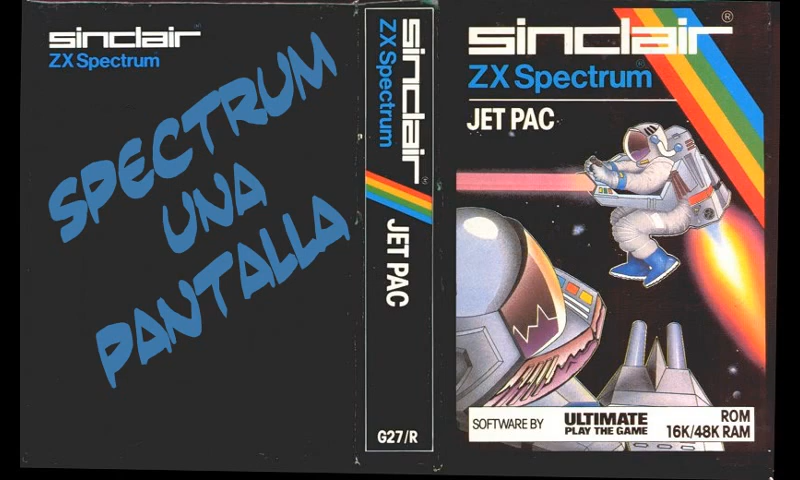 sinclair
ZX Spectrum
SPECTRUM
UNA
PANTALLA
sinclair
ZX Spectrum
JET PAC
G27/R
sinclair®
ZX Spectrum
JET PAC
SOFTWARE BY ULTIMATE
PLAY THE GAME
ROM
16K/48K RAM